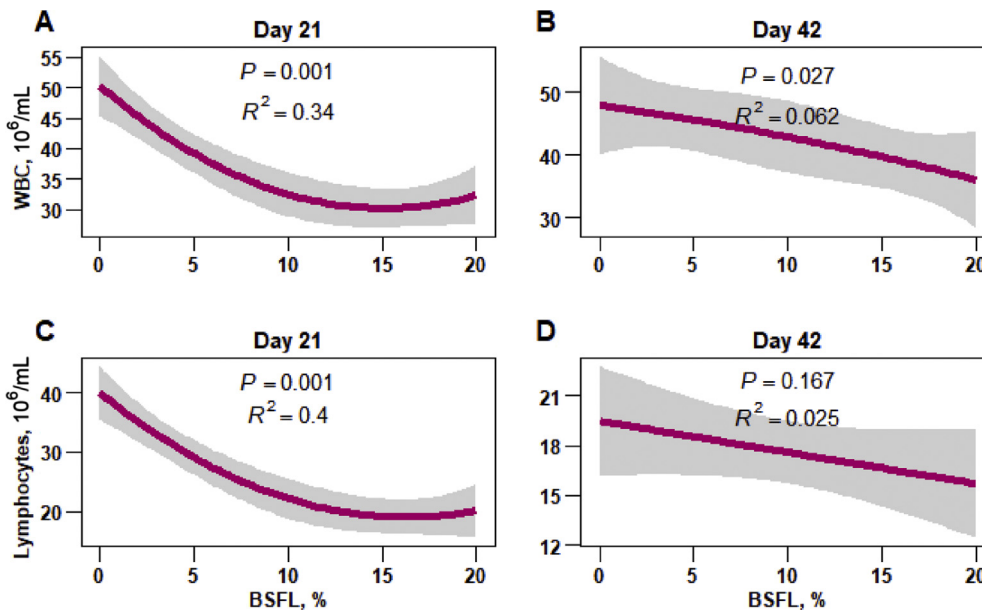 A
Day 21
P = 0.001
R² = 0.34
WBC, 10⁶/mL
55
50
45
40
35
30
0 5 10 15 20
B
Day 42
P = 0.027
R² = 0.062
50
40
30
0 5 10 15 20
C
Day 21
P = 0.001
R² = 0.4
Lymphocytes, 10⁶/mL
40
30
20
0 5 10 15 20
BSFL, %
D
Day 42
P = 0.167
R² = 0.025
21
18
15
12
0 5 10 15 20
BSFL, %